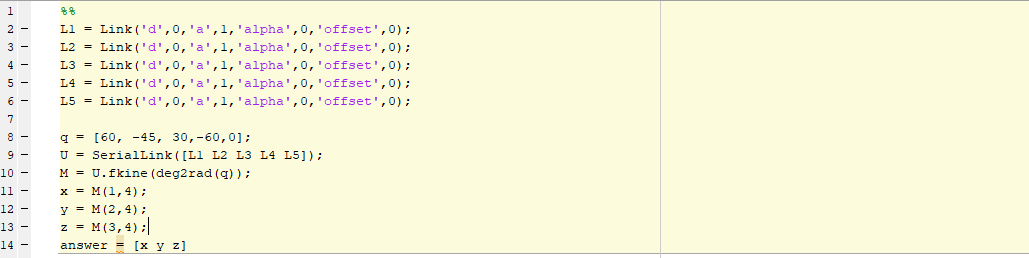 1 %%
2 – L1 = Link('d',0,'a',1,'alpha',0,'offset',0);
3 – L2 = Link('d',0,'a',1,'alpha',0,'offset',0);
4 – L3 = Link('d',0,'a',1,'alpha',0,'offset',0);
5 – L4 = Link('d',0,'a',1,'alpha',0,'offset',0);
6 – L5 = Link('d',0,'a',1,'alpha',0,'offset',0);
7
8 – q = [60, -45, 30,-60,0];
9 – U = SerialLink([L1 L2 L3 L4 L5]);
10 – M = U.fkine(deg2rad(q));
11 – x = M(1,4);
12 – y = M(2,4);
13 – z = M(3,4);
14 – answer = [x y z]